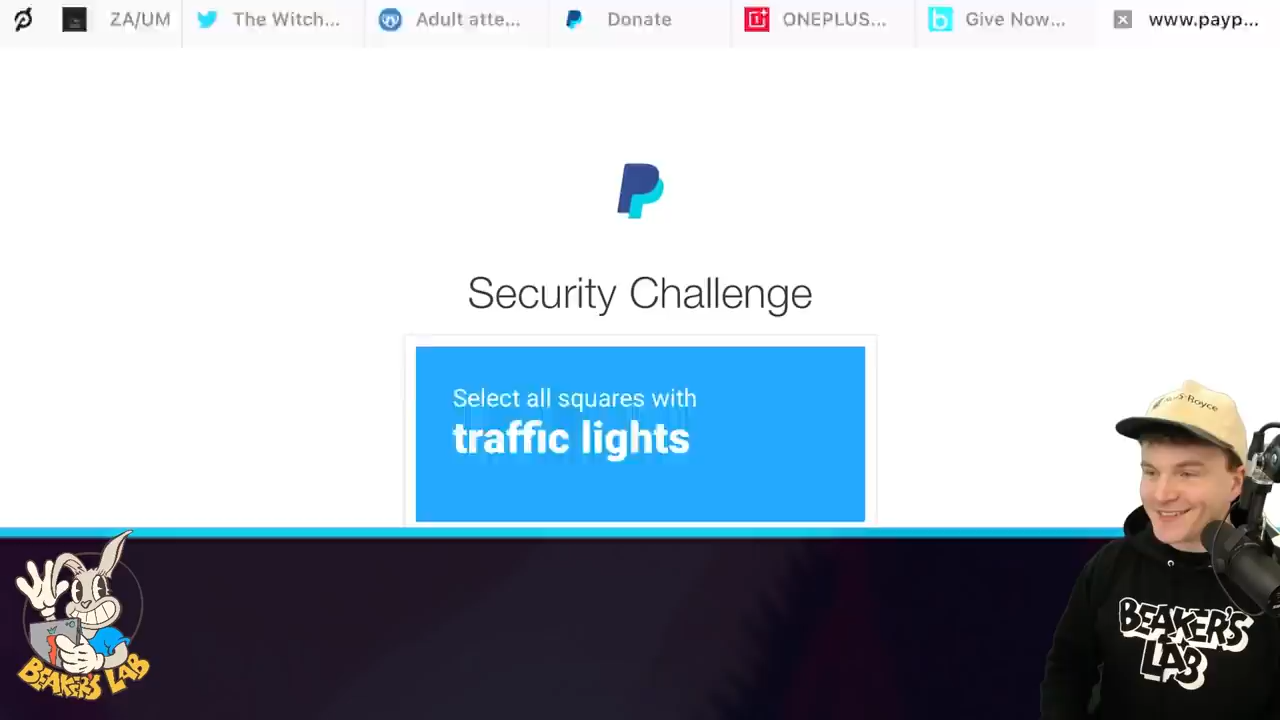 ZA/UM
The Witch...
Adult atte...
Donate
ONEPLUS...
Give Now...
www.payp...
Security Challenge
Select all squares with
traffic lights
BEAKER'S
LAB
BEAKER'S LAB